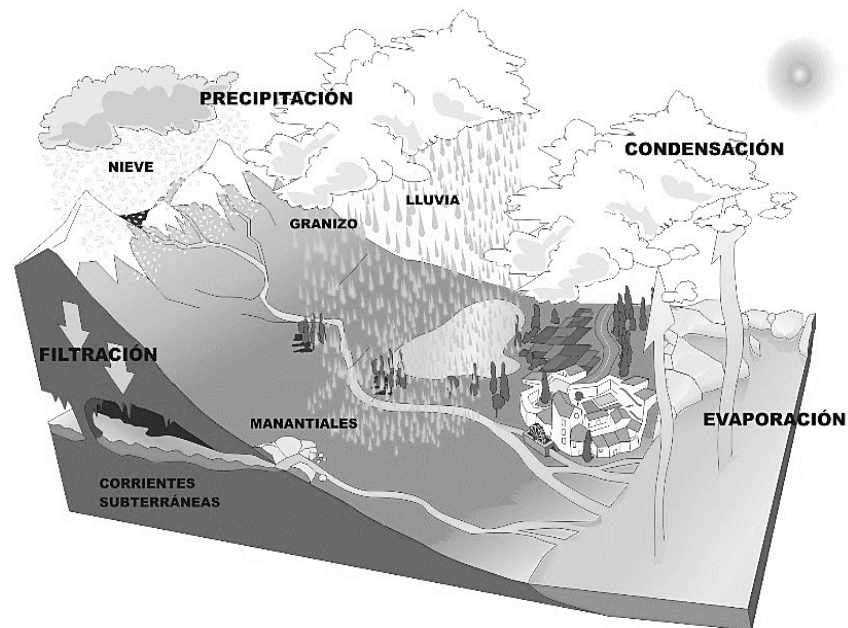 PRECIPITACIÓN
CONDENSACIÓN
NIEVE
LLUVIA
GRANIZO
FILTRACIÓN
MANANTIALES
EVAPORACIÓN
CORRIENTES
SUBTERRÁNEAS